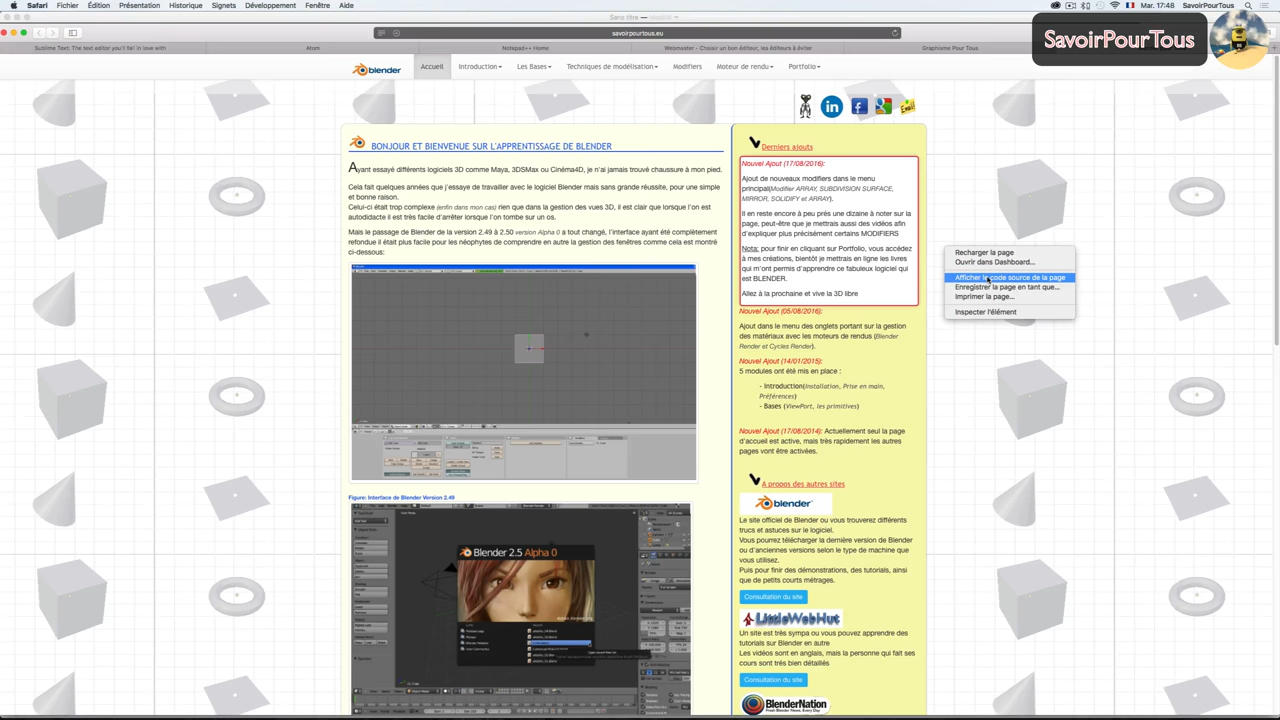 Safari Fichier Édition Présentation Historique Signets Développement Fenêtre Aide
Mar. 17:48 SavoirPourTous
Sans titre
SavoirPourTous
savoirpourtous.eu
Sublime Text: The text editor you'll fall in love with
Atom
Notepad++ Home
Webmaster - Choisir un bon éditeur, les éditeurs à éviter
Graphisme Pour Tous
blender
Accueil Introduction Les Bases Techniques de modélisation Modifiers Moteur de rendu Portfolio
BONJOUR ET BIENVENUE SUR L'APPRENTISSAGE DE BLENDER
Ayant essayé différents logiciels 3D comme Maya, 3DSMax ou Cinéma4D, je n'ai jamais trouvé chaussure à mon pied.
Cela fait quelques années que j'essaye de travailler avec le logiciel Blender mais sans grande réussite, pour une simple
et bonne raison.
Celui-ci était trop complexe (enfin dans mon cas) rien que dans la gestion des vues 3D, il est clair que lorsque l'on est
autodidacte il est très facile d'arrêter lorsque l'on tombe sur un os.
Mais le passage de Blender de la version 2.49 à 2.50 version Alpha 0 a tout changé, l'interface ayant été complètement
refondue il était plus facile pour les néophytes de comprendre en autre la gestion des fenêtres comme cela est montré
ci-dessous:
Figure: Interface de Blender Version 2.49
Blender 2.5 Alpha 0
Derniers ajouts
Nouvel Ajout (17/08/2016):
Ajout de nouveaux modifiers dans le menu
principal(Modifier ARRAY, SUBDIVISION SURFACE,
MIRROR, SOLIDIFY et ARRAY).
Il en reste encore à peu près une dizaine à noter sur la
page, peut-être que je mettrais aussi des vidéos afin
d'expliquer plus précisément certains MODIFIERS
Nota: pour finir en cliquant sur Portfolio, vous accédez
à mes créations, bientôt je mettrais en ligne les livres
qui m'ont permis d'apprendre ce fabuleux logiciel qui
est BLENDER.
Allez à la prochaine et vive la 3D libre
Nouvel Ajout (05/08/2016):
Ajout dans le menu des onglets portant sur la gestion
des matériaux avec les moteurs de rendus (Blender
Render et Cycles Render).
Nouvel Ajout (14/01/2015):
5 modules ont été mis en place :
- Introduction(Installation, Prise en main,
Préférences)
- Bases (ViewPort, les primitives)
Nouvel Ajout (17/08/2014): Actuellement seul la page
d'accueil est active, mais très rapidement les autres
pages vont être activées.
A propos des autres sites
blender
Le site officiel de Blender ou vous trouverez différents
trucs et astuces sur le logiciel.
Vous pourrez télécharger la dernière version de Blender
ou d'anciennes versions selon le type de machine que
vous utilisez.
Puis pour finir des démonstrations, des tutorials, ainsi
que de petits courts métrages.
Consultation du site
LittleWebHut
Un site est très sympa ou vous pouvez apprendre des
tutorials sur Blender en autre
Les vidéos sont en anglais, mais la personne qui fait ses
cours sont très bien détaillés
Consultation du site
BlenderNation
Fresh Blender News, Every Day
Recharger la page
Ouvrir dans Dashboard...
Afficher le code source de la page
Enregistrer la page en tant que...
Imprimer la page...
Inspecter l'élément